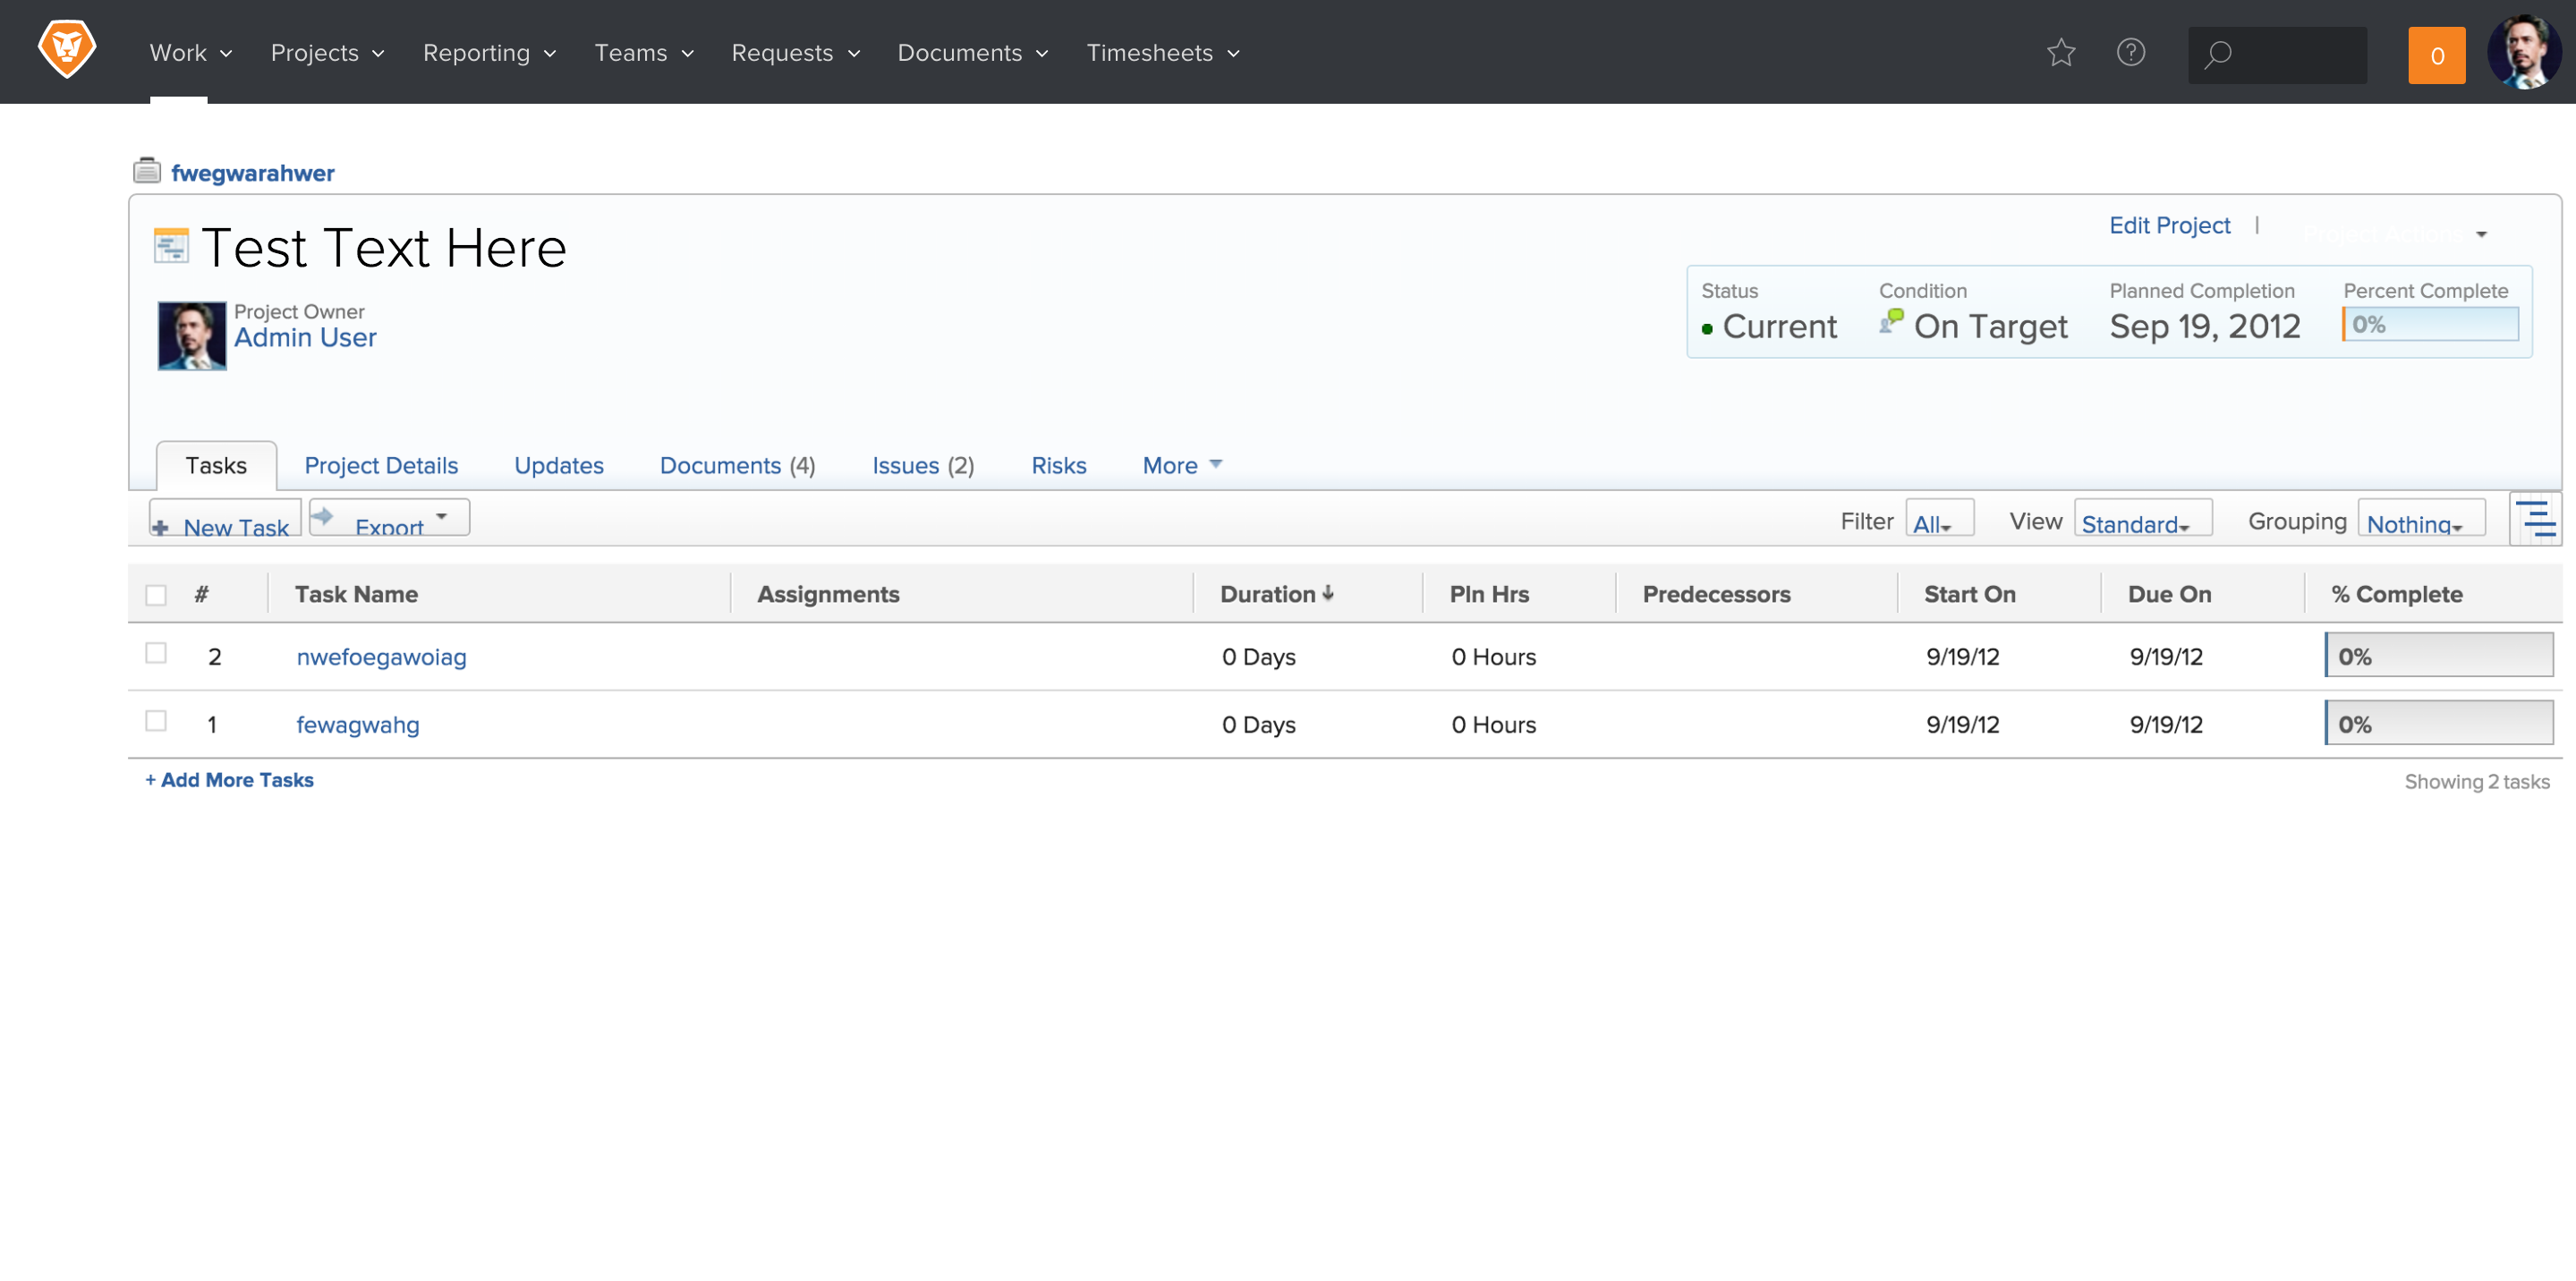 Work Projects Reporting Teams Requests Documents Timesheets 0
fwegwarahwer
Test Text Here
Edit Project |
Project Owner
Admin User
Status Condition Planned Completion Percent Complete
Current On Target Sep 19, 2012 0%
Tasks Project Details Updates Documents (4) Issues (2) Risks More
New Task Export Filter All View Standard Grouping Nothing
# Task Name Assignments Duration Pln Hrs Predecessors Start On Due On % Complete
2 nwefoegawoiag 0 Days 0 Hours 9/19/12 9/19/12 0%
1 fewagwahg 0 Days 0 Hours 9/19/12 9/19/12 0%
+ Add More Tasks Showing 2 tasks